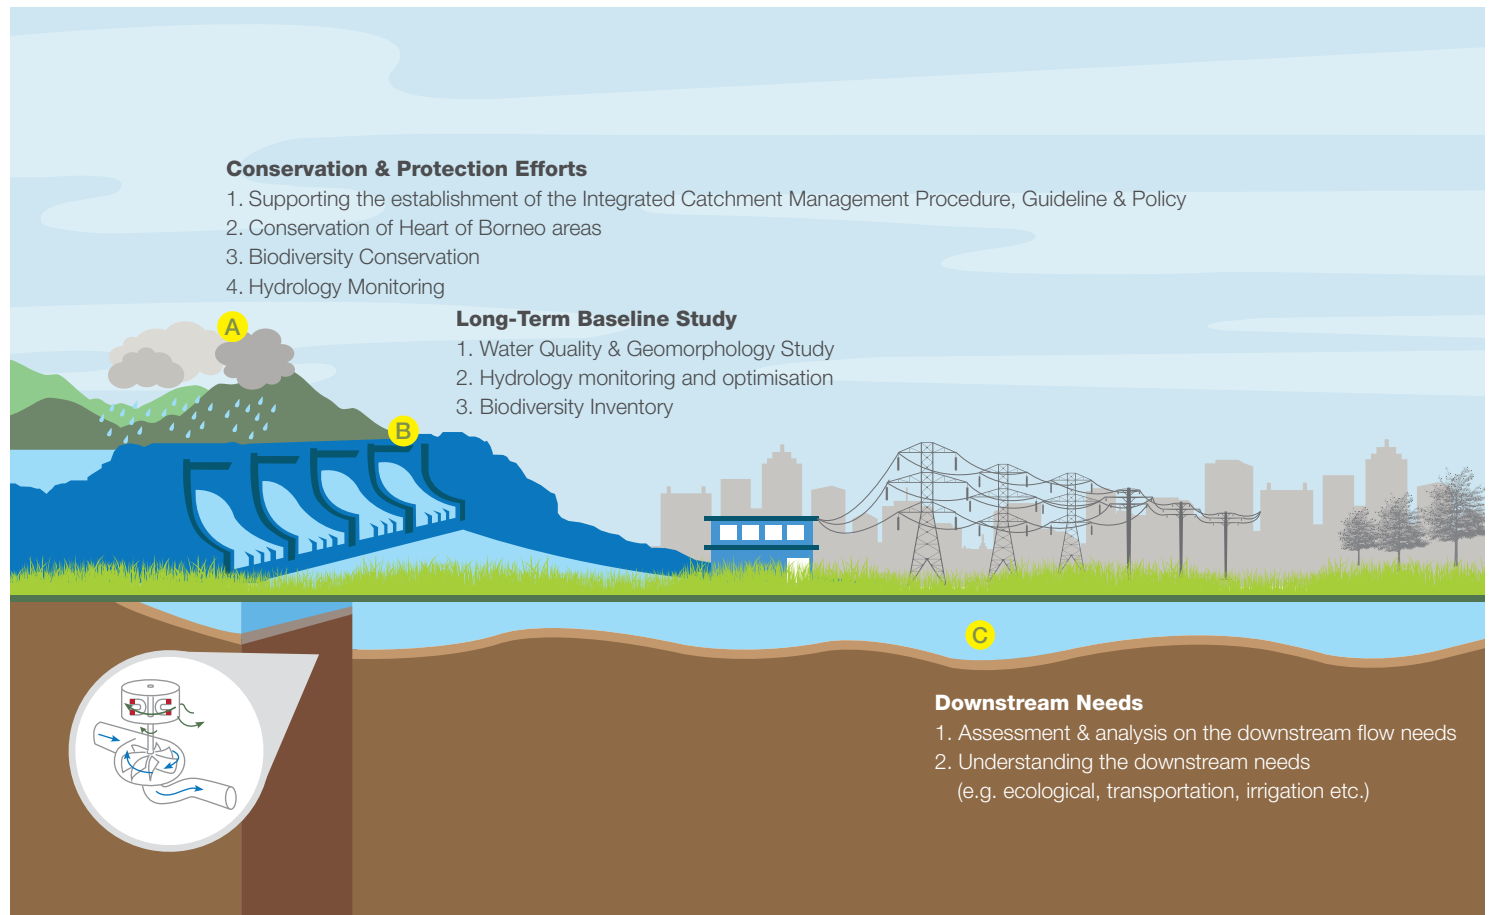 Conservation & Protection Efforts
1. Supporting the establishment of the Integrated Catchment Management Procedure, Guideline & Policy
2. Conservation of Heart of Borneo areas
3. Biodiversity Conservation
4. Hydrology Monitoring
A
Long-Term Baseline Study
1. Water Quality & Geomorphology Study
2. Hydrology monitoring and optimisation
3. Biodiversity Inventory
B
C
Downstream Needs
1. Assessment & analysis on the downstream flow needs
2. Understanding the downstream needs
(e.g. ecological, transportation, irrigation etc.)